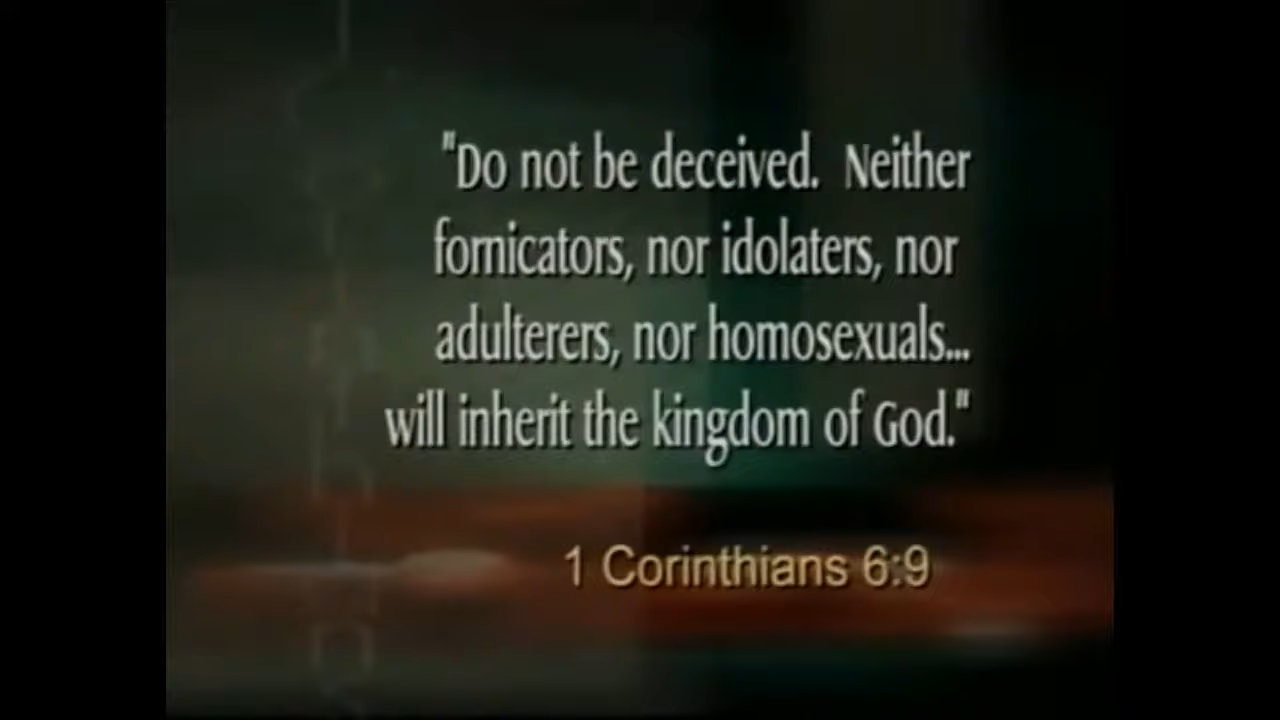 "Do not be deceived.  Neither
fornicators, nor idolaters, nor
adulterers, nor homosexuals...
will inherit the kingdom of God."
1 Corinthians 6:9